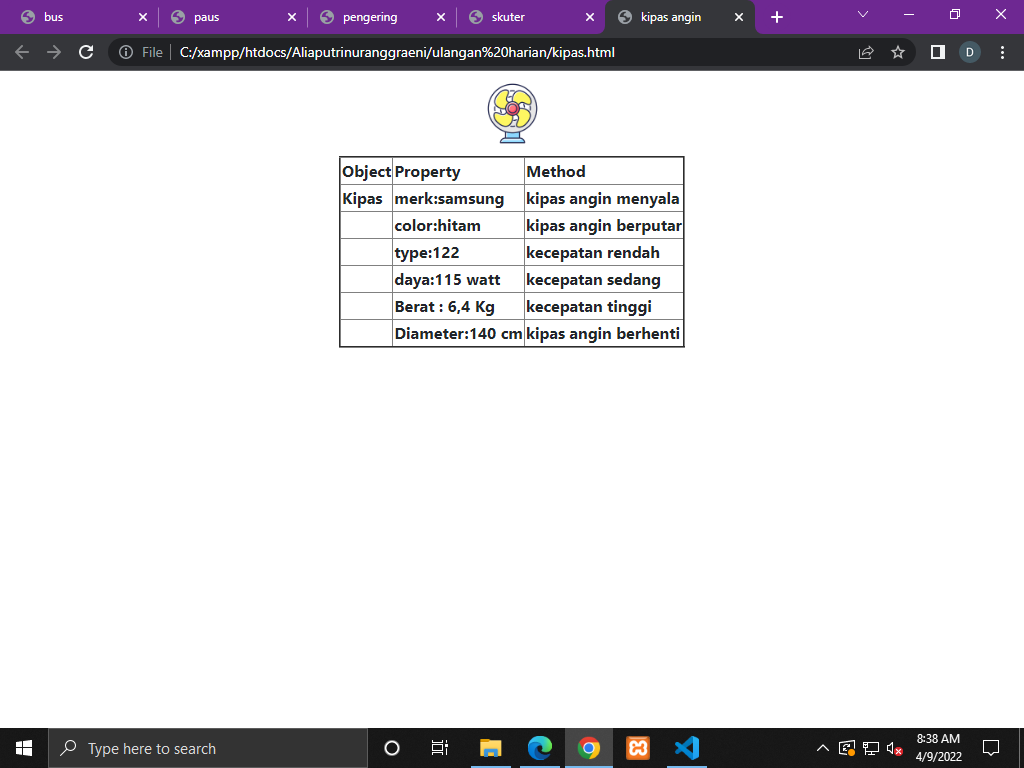 bus paus pengering skuter kipas angin
File C:/xampp/htdocs/Aliaputrinuranggraeni/ulangan%20harian/kipas.html D
Object Property Method
Kipas merk:samsung kipas angin menyala
color:hitam kipas angin berputar
type:122 kecepatan rendah
daya:115 watt kecepatan sedang
Berat : 6,4 Kg kecepatan tinggi
Diameter:140 cm kipas angin berhenti
Type here to search
8:38 AM
4/9/2022